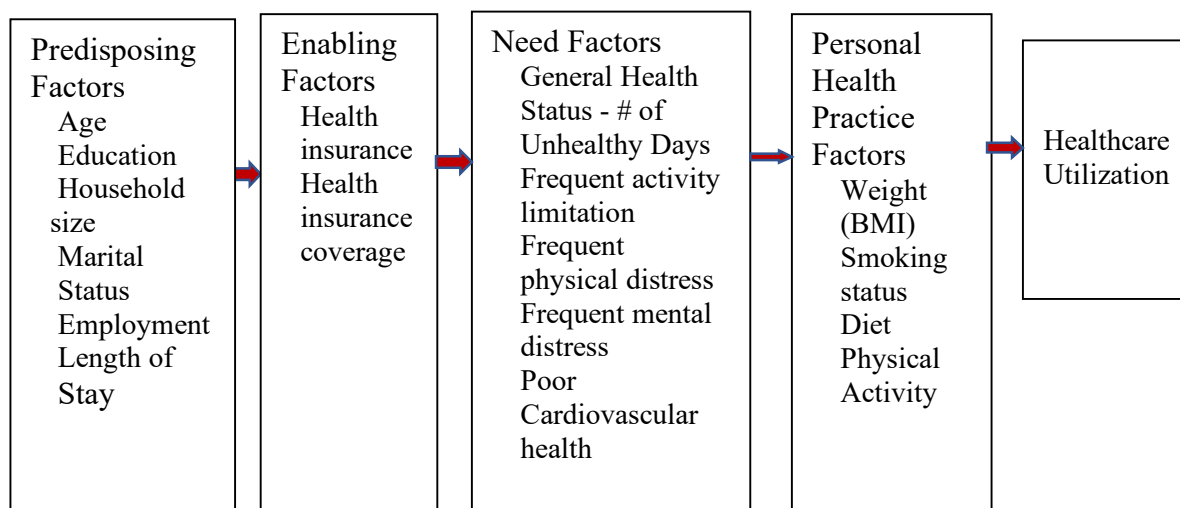 Predisposing
Factors
Age
Education
Household
size
Marital
Status
Employment
Length of
Stay
Enabling
Factors
Health
insurance
Health
insurance
coverage
Need Factors
General Health
Status - # of
Unhealthy Days
Frequent activity
limitation
Frequent
physical distress
Frequent mental
distress
Poor
Cardiovascular
health
Personal
Health
Practice
Factors
Weight
(BMI)
Smoking
status
Diet
Physical
Activity
Healthcare
Utilization